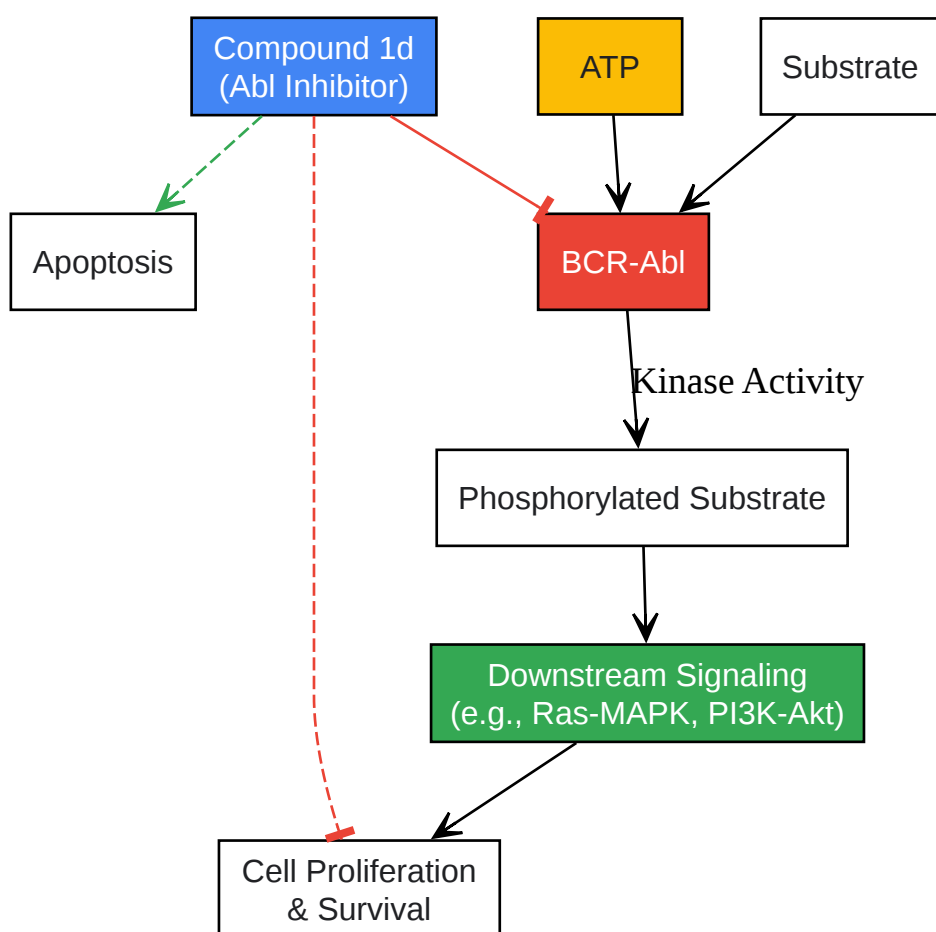 Compound 1d
(Abl Inhibitor)
ATP
Substrate
Apoptosis
BCR-Abl
Kinase Activity
Phosphorylated Substrate
Downstream Signaling
(e.g., Ras-MAPK, PI3K-Akt)
Cell Proliferation
& Survival